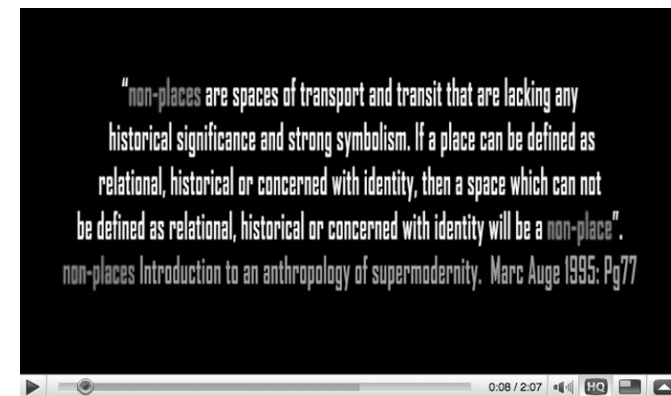 “non-places are spaces of transport and transit that are lacking any
historical significance and strong symbolism. If a place can be defined as
relational, historical or concerned with identity, then a space which can not
be defined as relational, historical or concerned with identity will be a non-place”.
non-places Introduction to an anthropology of supermodernity. Marc Auge 1995: Pg77
0:08 / 2:07 HQ